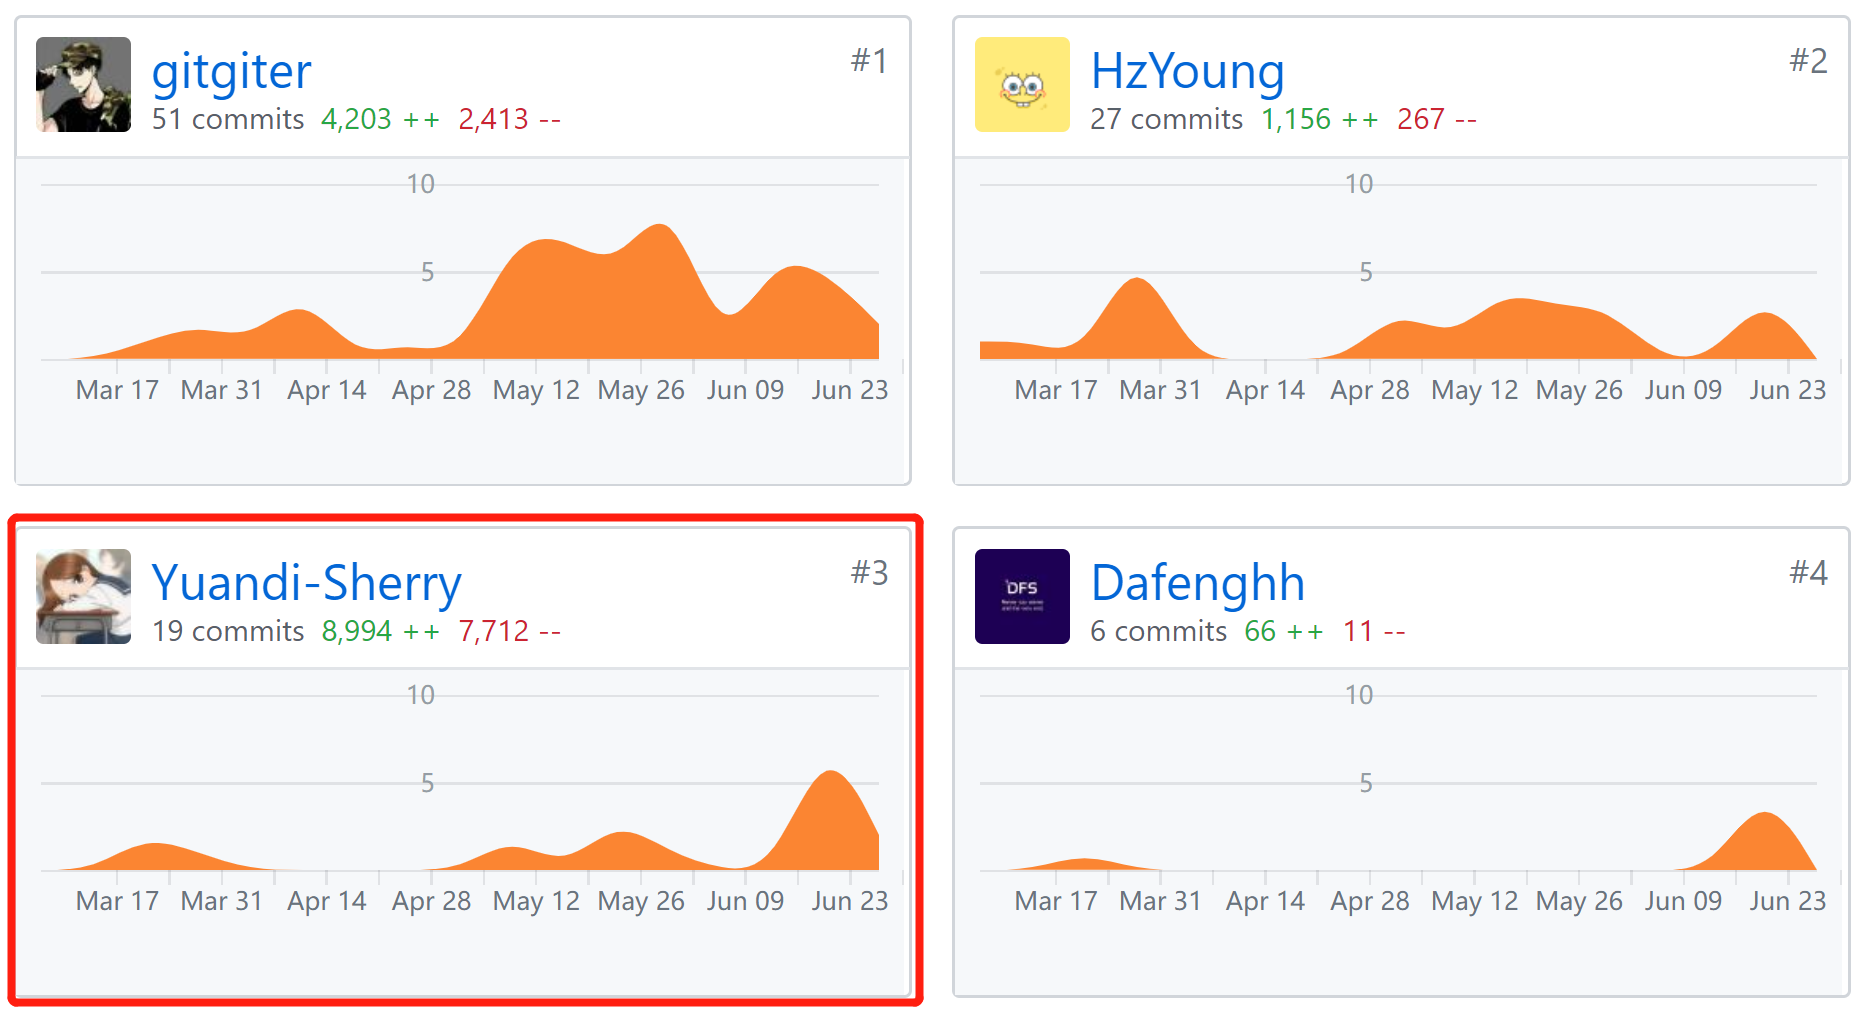 gitgiter
#1
51 commits 4,203 ++ 2,413 --
10
5
Mar 17 Mar 31 Apr 14 Apr 28 May 12 May 26 Jun 09 Jun 23
HzYoung
#2
27 commits 1,156 ++ 267 --
10
5
Mar 17 Mar 31 Apr 14 Apr 28 May 12 May 26 Jun 09 Jun 23
Yuandi-Sherry
#3
19 commits 8,994 ++ 7,712 --
10
5
Mar 17 Mar 31 Apr 14 Apr 28 May 12 May 26 Jun 09 Jun 23
DFS
Dafenghh
#4
6 commits 66 ++ 11 --
10
5
Mar 17 Mar 31 Apr 14 Apr 28 May 12 May 26 Jun 09 Jun 23